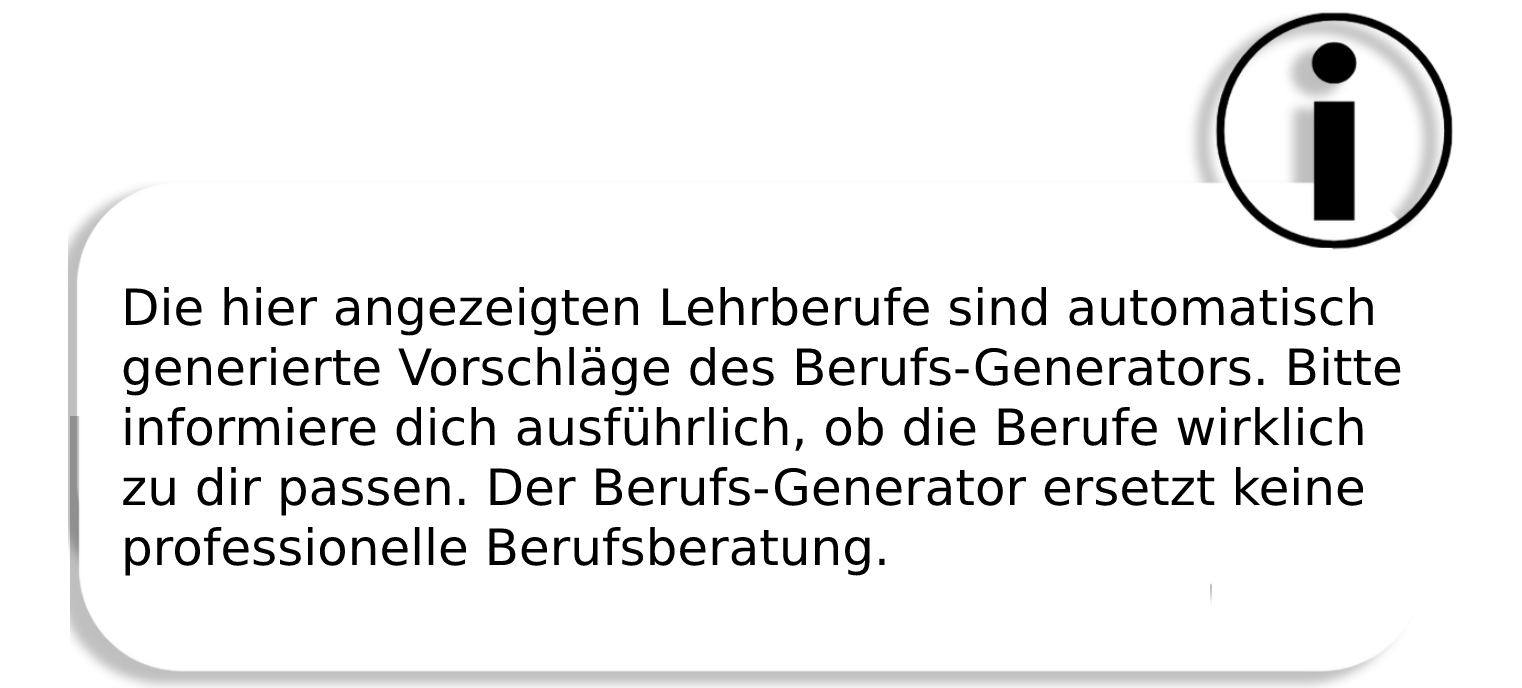 Die hier angezeigten Lehrberufe sind automatisch
generierte Vorschläge des Berufs-Generators. Bitte
informiere dich ausführlich, ob die Berufe wirklich
zu dir passen. Der Berufs-Generator ersetzt keine
professionelle Berufsberatung.